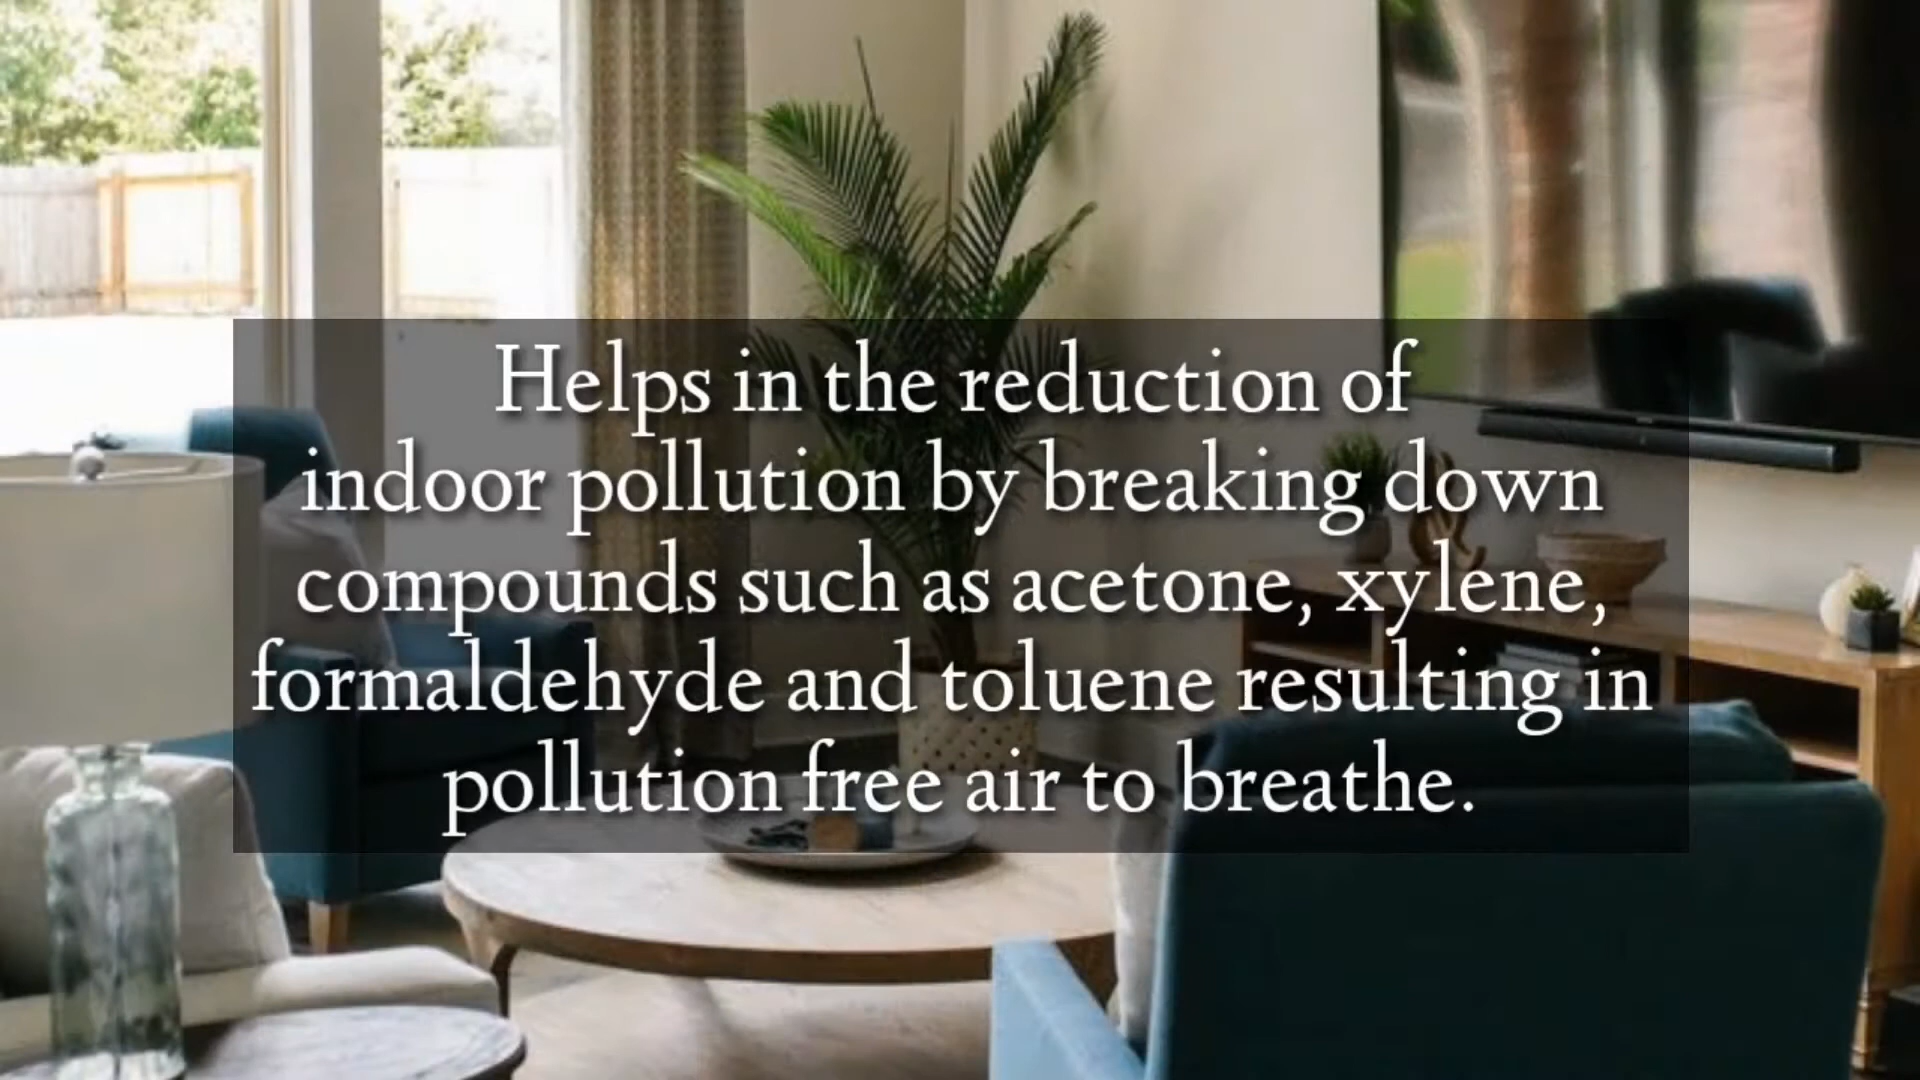 Helps in the reduction of
indoor pollution by breaking down
compounds such as acetone, xylene,
formaldehyde and toluene resulting in
pollution free air to breathe.